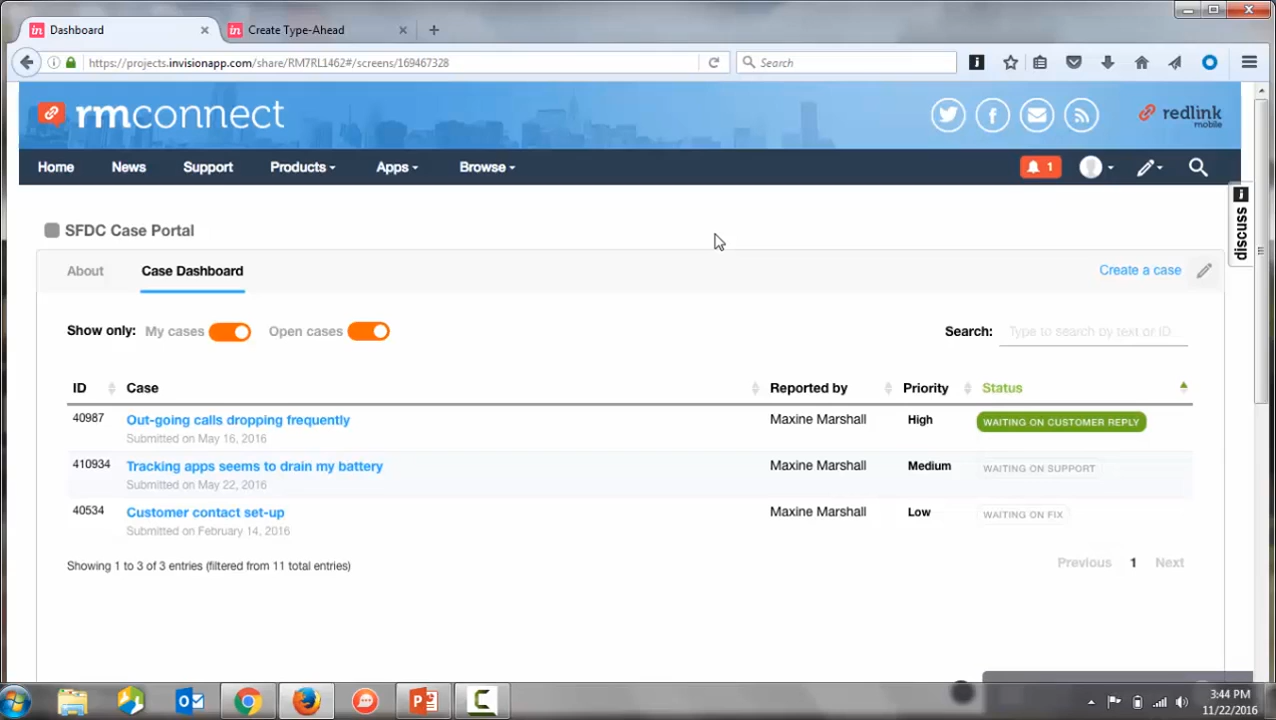 Dashboard
Create Type-Ahead
https://projects.invisionapp.com/share/RM7RL1462#/screens/169467328
Search
rmconnect
redlink
mobile
Home News Support Products Apps Browse
1
discuss
SFDC Case Portal
About Case Dashboard Create a case
Show only: My cases Open cases Search: Type to search by text or ID
ID Case Reported by Priority Status
40987 Out-going calls dropping frequently Maxine Marshall High WAITING ON CUSTOMER REPLY
Submitted on May 16, 2016
410934 Tracking apps seems to drain my battery Maxine Marshall Medium WAITING ON SUPPORT
Submitted on May 22, 2016
40534 Customer contact set-up Maxine Marshall Low WAITING ON FIX
Submitted on February 14, 2016
Showing 1 to 3 of 3 entries (filtered from 11 total entries) Previous 1 Next
3:44 PM
11/22/2016